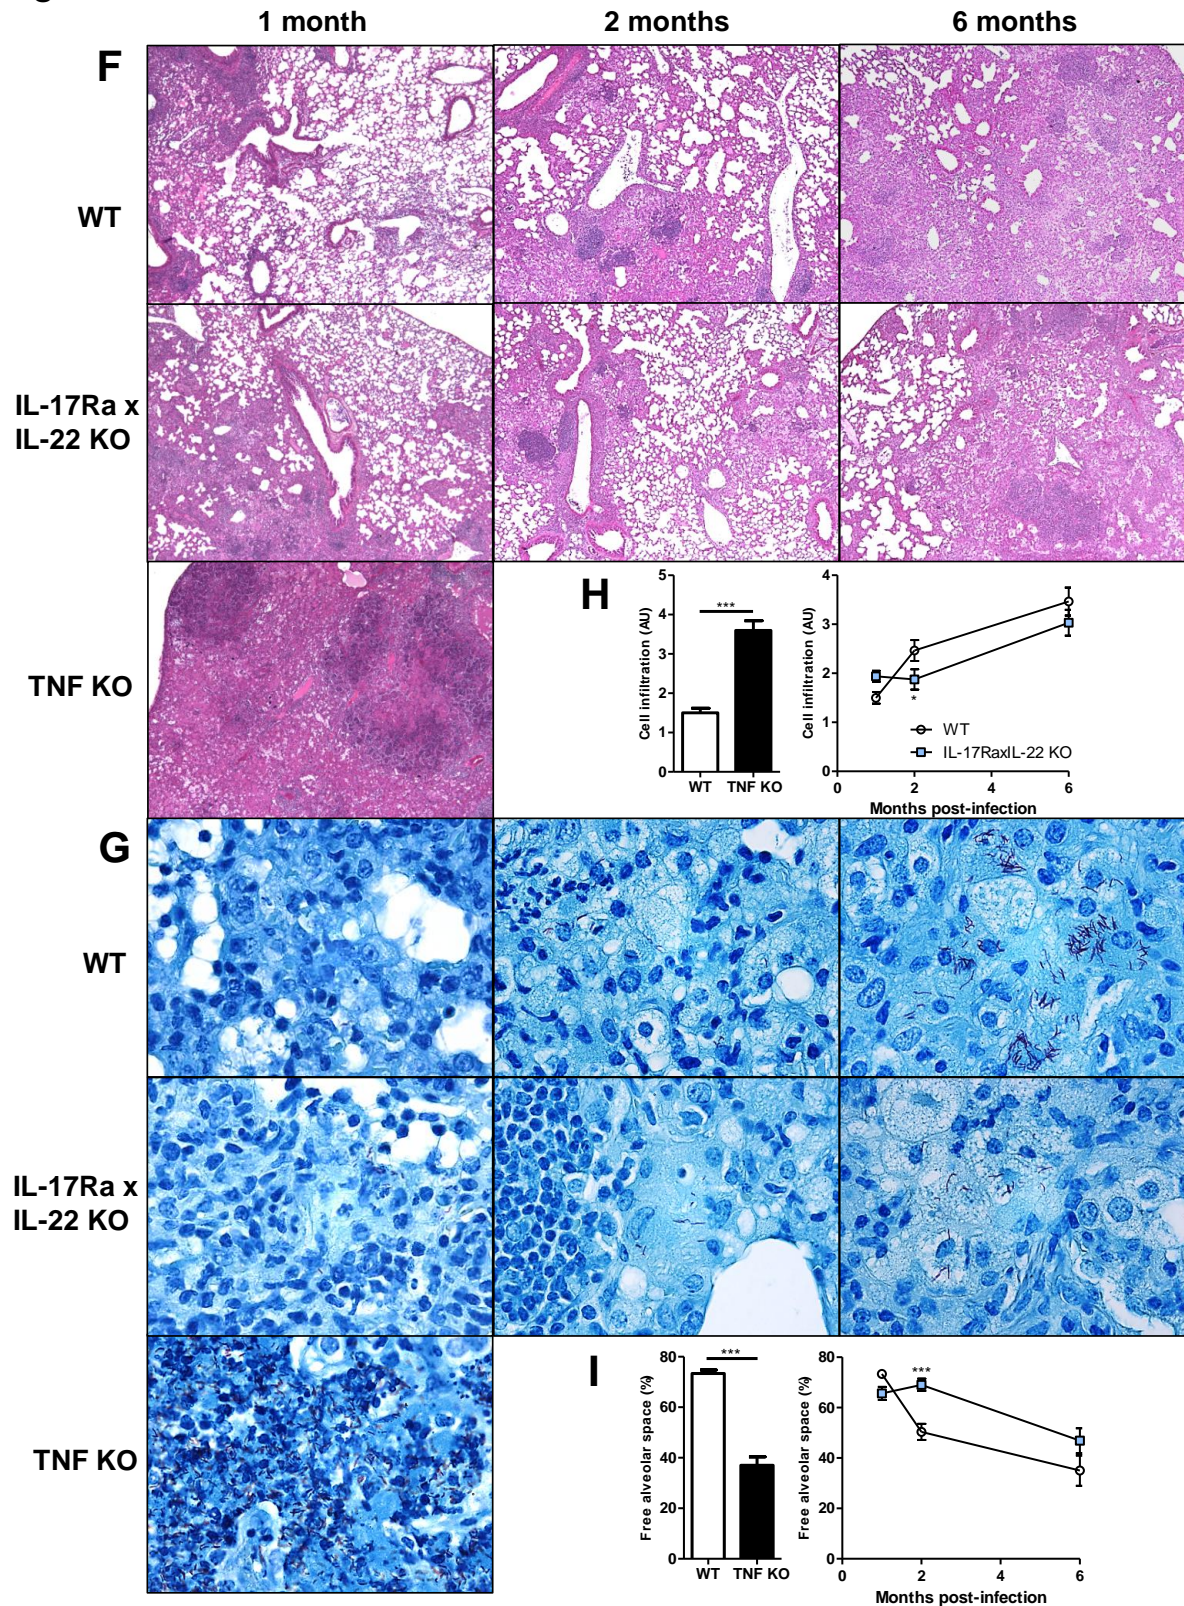 1 month 2 months 6 months
F
WT
IL-17Ra x
IL-22 KO
TNF KO
H
Cell infiltration (AU)
5
4
3
2
1
0
***
WT TNF KO
Cell infiltration (AU)
4
3
2
1
0
*
WT
IL-17RaxIL-22 KO
0 2 4 6
Months post-infection
G
WT
IL-17Ra x
IL-22 KO
TNF KO
I
Free alveolar space (%)
80
60
40
20
0
***
WT TNF KO
Free alveolar space (%)
80
60
40
20
0
***
0 2 4 6
Months post-infection